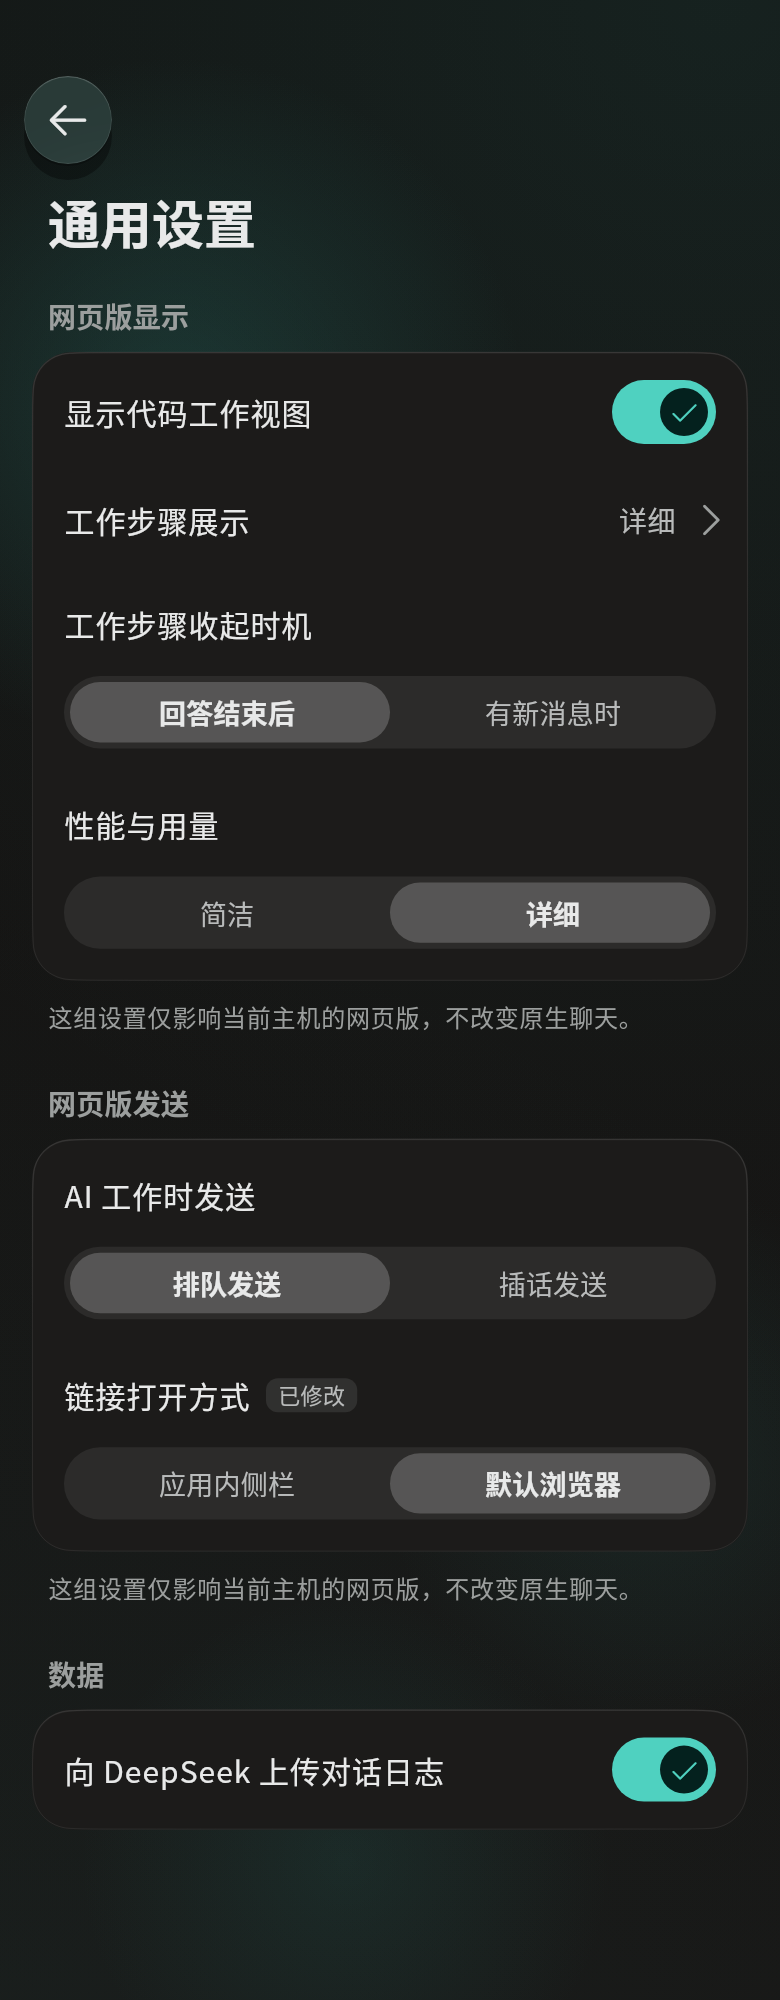 通用设置
网页版显示
显示代码工作视图
工作步骤展示 详细
工作步骤收起时机
回答结束后 有新消息时
性能与用量
简洁 详细
这组设置仅影响当前主机的网页版，不改变原生聊天。
网页版发送
AI 工作时发送
排队发送 插话发送
链接打开方式 已修改
应用内侧栏 默认浏览器
这组设置仅影响当前主机的网页版，不改变原生聊天。
数据
向 DeepSeek 上传对话日志